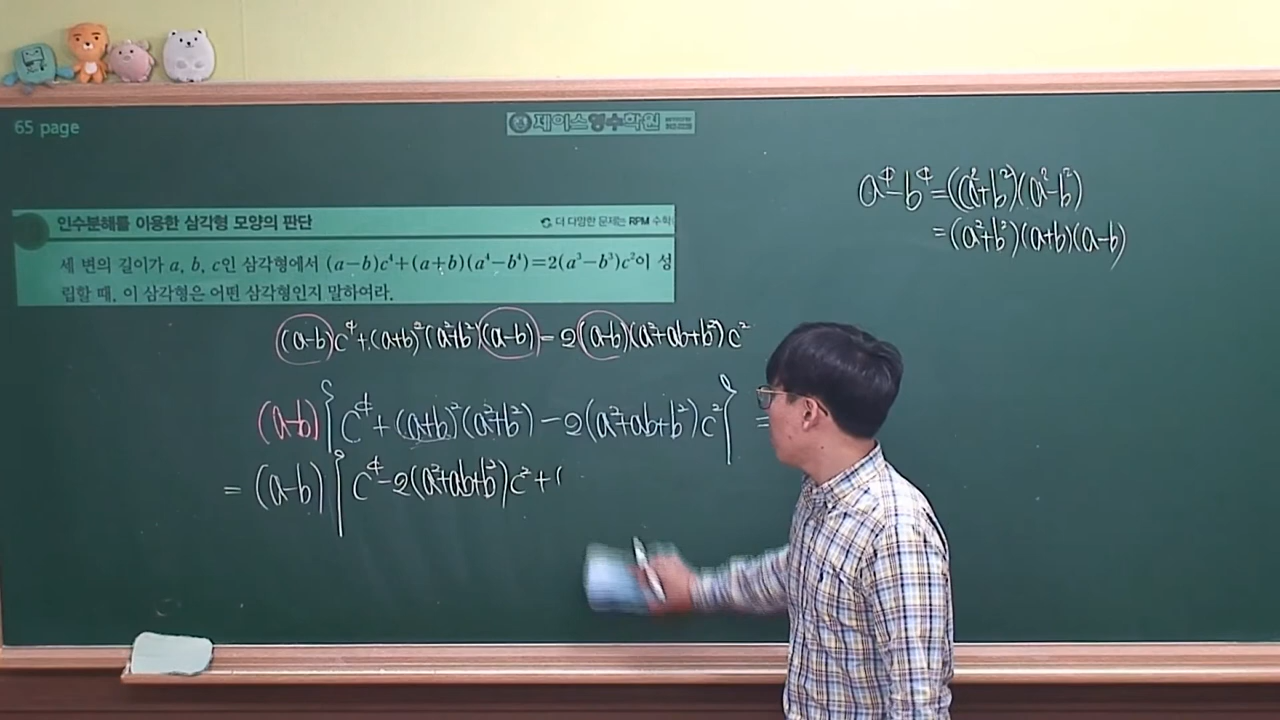 65 page
제이스영수학원
인수분해를 이용한 삼각형 모양의 판단
더 다양한 문제는 RPM 수학
세 변의 길이가 a, b, c인 삼각형에서 (a−b)c⁴+(a+b)(a⁴−b⁴)=2(a³−b³)c²이 성
립할 때, 이 삼각형은 어떤 삼각형인지 말하여라.
a⁴−b⁴=(a²+b²)(a²−b²)
=(a²+b²)(a+b)(a−b)
(a−b)c⁴+(a+b)²(a²+b²)(a−b)=2(a−b)(a²+ab+b²)c²
(a−b){c⁴+(a+b)²(a²+b²)−2(a²+ab+b²)c²}=
=(a−b){c⁴−2(a²+ab+b²)c²+(